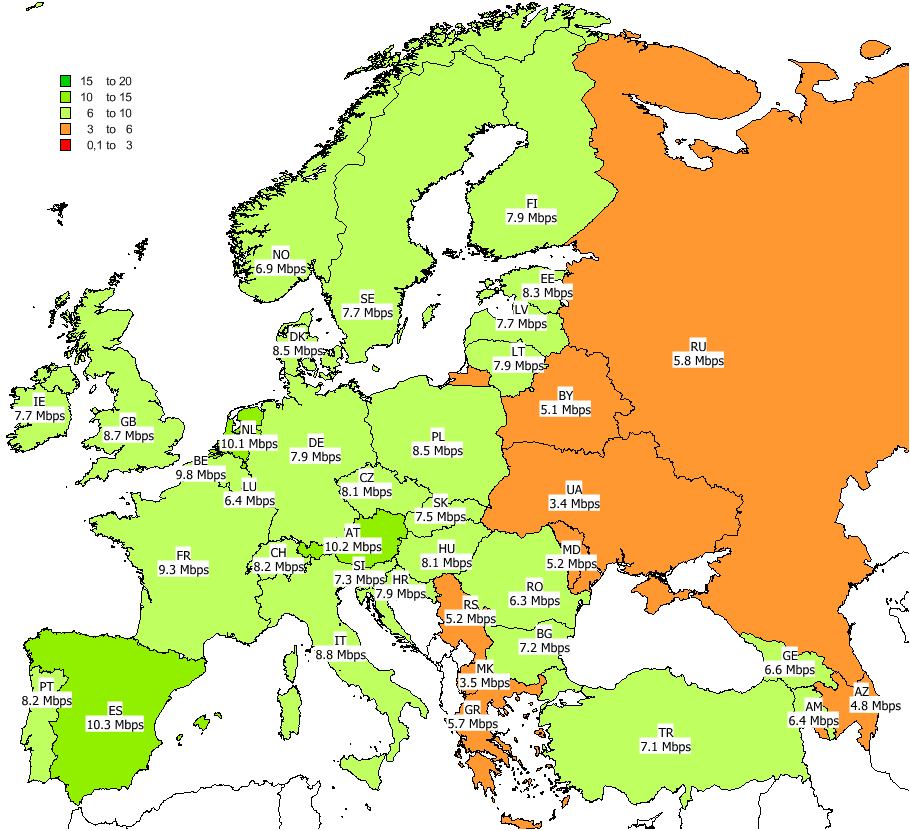 15 to 20
10 to 15
6 to 10
3 to 6
0,1 to 3
FI
7.9 Mbps
NO
6.9 Mbps
SE
7.7 Mbps
EE
8.3 Mbps
LV
7.7 Mbps
DK
8.5 Mbps
LT
7.9 Mbps
RU
5.8 Mbps
BY
5.1 Mbps
IE
7.7 Mbps
GB
8.7 Mbps
NL
10.1 Mbps
DE
7.9 Mbps
PL
8.5 Mbps
BE
9.8 Mbps
LU
6.4 Mbps
CZ
8.1 Mbps
UA
3.4 Mbps
SK
7.5 Mbps
AT
10.2 Mbps
FR
9.3 Mbps
CH
8.2 Mbps
HU
8.1 Mbps
MD
5.2 Mbps
SI
7.3 Mbps
HR
7.9 Mbps
RO
6.3 Mbps
RS
5.2 Mbps
BG
7.2 Mbps
IT
8.8 Mbps
GE
6.6 Mbps
MK
3.5 Mbps
PT
8.2 Mbps
ES
10.3 Mbps
GR
5.7 Mbps
AZ
4.8 Mbps
AM
6.4 Mbps
TR
7.1 Mbps